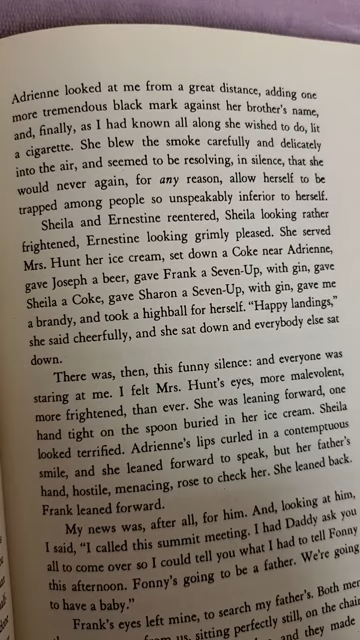 Adrienne looked at me from a great distance, adding one
more tremendous black mark against her brother's name,
and, finally, as I had known all along she wished to do, lit
a cigarette. She blew the smoke carefully and delicately
into the air, and seemed to be resolving, in silence, that she
would never again, for any reason, allow herself to be
trapped among people so unspeakably inferior to herself.
Sheila and Ernestine reentered, Sheila looking rather
frightened, Ernestine looking grimly pleased. She served
Mrs. Hunt her ice cream, set down a Coke near Adrienne,
gave Joseph a beer, gave Frank a Seven-Up, with gin, gave
Sheila a Coke, gave Sharon a Seven-Up, with gin, gave me
a brandy, and took a highball for herself. "Happy landings,"
she said cheerfully, and she sat down and everybody else sat
down.
There was, then, this funny silence: and everyone was
staring at me. I felt Mrs. Hunt's eyes, more malevolent,
more frightened, than ever. She was leaning forward, one
hand tight on the spoon buried in her ice cream. Sheila
looked terrified. Adrienne's lips curled in a contemptuous
smile, and she leaned forward to speak, but her father's
hand, hostile, menacing, rose to check her. She leaned back.
Frank leaned forward.
My news was, after all, for him. And, looking at him,
I said, "I called this summit meeting. I had Daddy ask you
all to come over so I could tell you what I had to tell Fonny
this afternoon. Fonny's going to be a father. We're going
to have a baby."
Frank's eyes left mine, to search my father's. Both men
from us, sitting perfectly still, on the chair
and they made